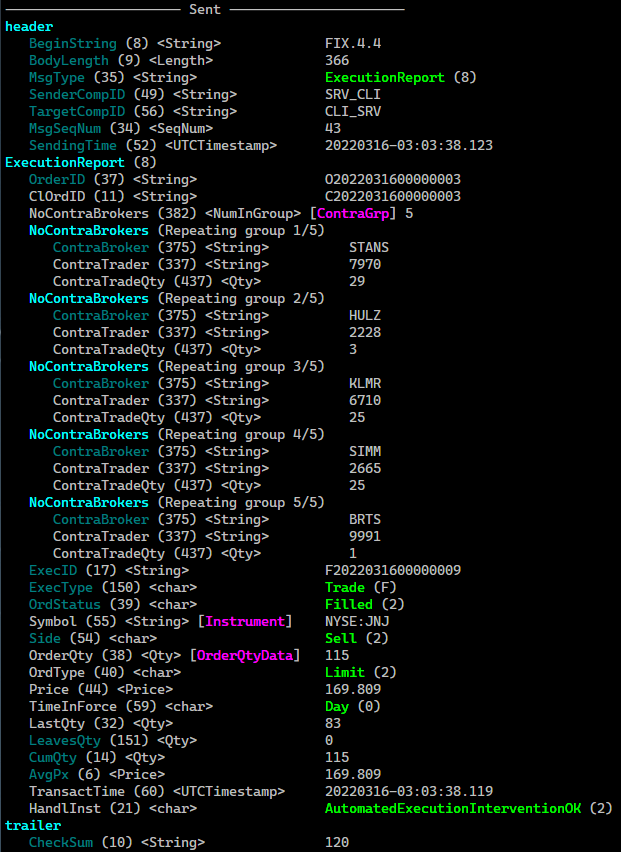 Sent
header
BeginString (8) <String> FIX.4.4
BodyLength (9) <Length> 366
MsgType (35) <String> ExecutionReport (8)
SenderCompID (49) <String> SRV_CLI
TargetCompID (56) <String> CLI_SRV
MsgSeqNum (34) <SeqNum> 43
SendingTime (52) <UTCTimestamp> 20220316-03:03:38.123
ExecutionReport (8)
OrderID (37) <String> O2022031600000003
ClOrdID (11) <String> C2022031600000003
NoContraBrokers (382) <NumInGroup> [ContraGrp] 5
NoContraBrokers (Repeating group 1/5)
ContraBroker (375) <String> STANS
ContraTrader (337) <String> 7970
ContraTradeQty (437) <Qty> 29
NoContraBrokers (Repeating group 2/5)
ContraBroker (375) <String> HULZ
ContraTrader (337) <String> 2228
ContraTradeQty (437) <Qty> 3
NoContraBrokers (Repeating group 3/5)
ContraBroker (375) <String> KLMR
ContraTrader (337) <String> 6710
ContraTradeQty (437) <Qty> 25
NoContraBrokers (Repeating group 4/5)
ContraBroker (375) <String> SIMM
ContraTrader (337) <String> 2665
ContraTradeQty (437) <Qty> 25
NoContraBrokers (Repeating group 5/5)
ContraBroker (375) <String> BRTS
ContraTrader (337) <String> 9991
ContraTradeQty (437) <Qty> 1
ExecID (17) <String> F2022031600000009
ExecType (150) <char> Trade (F)
OrdStatus (39) <char> Filled (2)
Symbol (55) <String> [Instrument] NYSE:JNJ
Side (54) <char> Sell (2)
OrderQty (38) <Qty> [OrderQtyData] 115
OrdType (40) <char> Limit (2)
Price (44) <Price> 169.809
TimeInForce (59) <char> Day (0)
LastQty (32) <Qty> 83
LeavesQty (151) <Qty> 0
CumQty (14) <Qty> 115
AvgPx (6) <Price> 169.809
TransactTime (60) <UTCTimestamp> 20220316-03:03:38.119
HandlInst (21) <char> AutomatedExecutionInterventionOK (2)
trailer
CheckSum (10) <String> 120